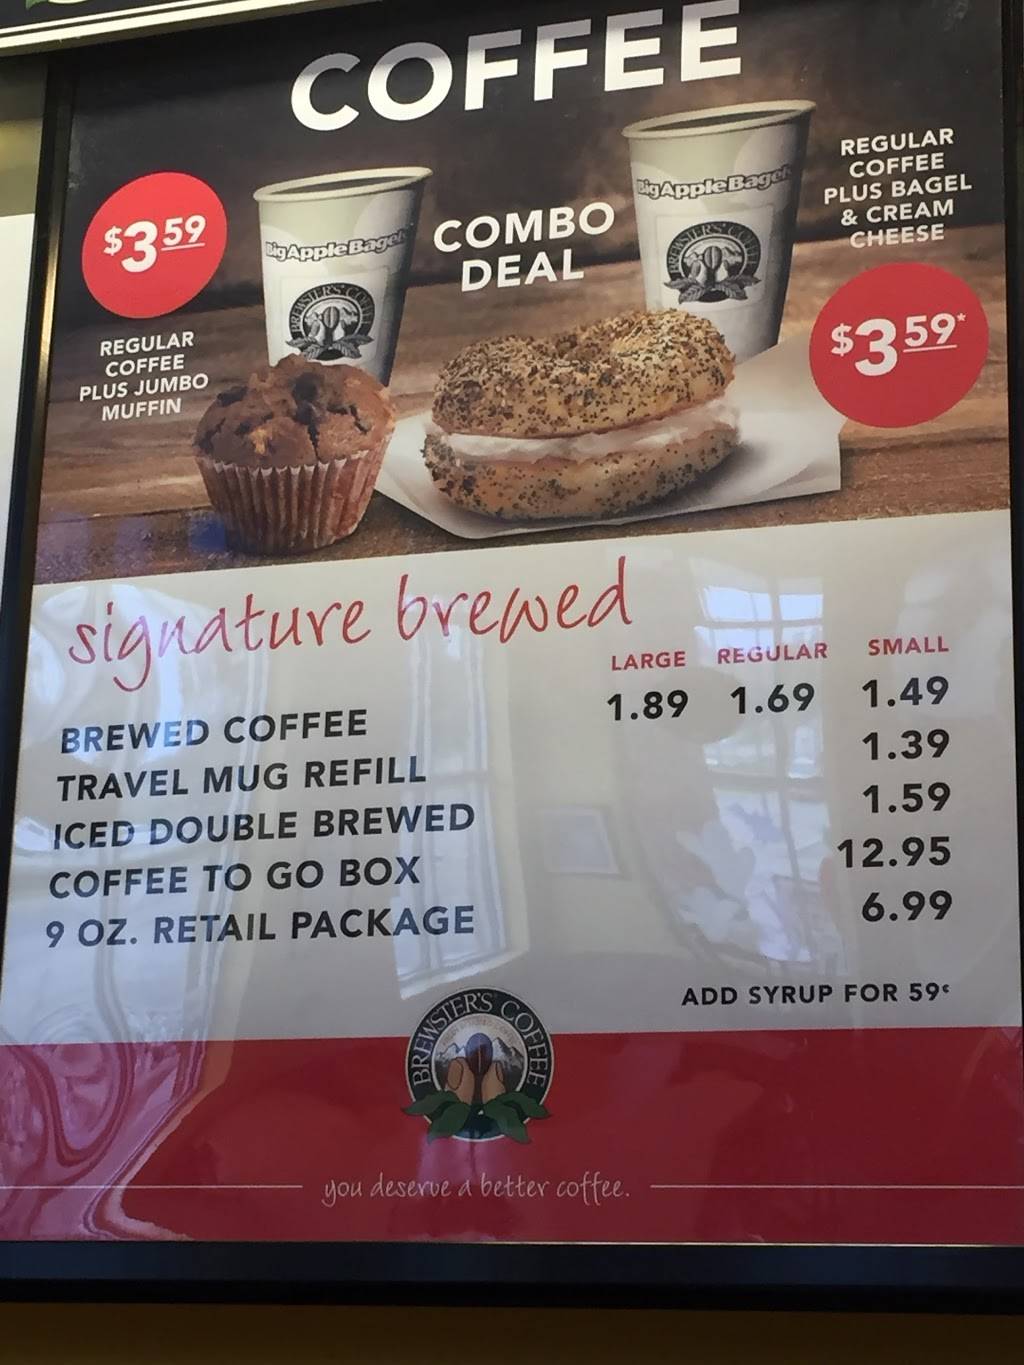 COFFEE
$3 59
REGULAR
COFFEE
PLUS JUMBO
MUFFIN
Big Apple Bagels
BREWSTER'S COFFEE
COMBO
DEAL
Big Apple Bagels
BREWSTER'S COFFEE
REGULAR
COFFEE
PLUS BAGEL
& CREAM
CHEESE
$3 59*
signature brewed
LARGE REGULAR SMALL
BREWED COFFEE 1.89 1.69 1.49
TRAVEL MUG REFILL 1.39
ICED DOUBLE BREWED 1.59
COFFEE TO GO BOX 12.95
9 OZ. RETAIL PACKAGE 6.99
ADD SYRUP FOR 59¢
BREWSTER'S COFFEE
you deserve a better coffee.